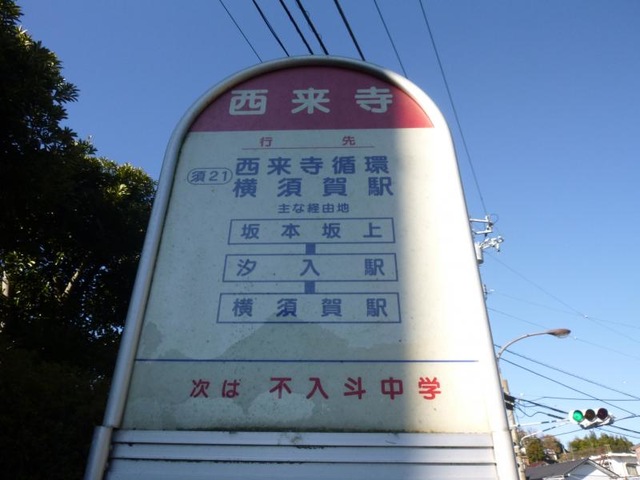 西来寺
行先
須21
西来寺循環
横須賀駅
主な経由地
坂本坂上
汐入駅
横須賀駅
次は 不入斗中学